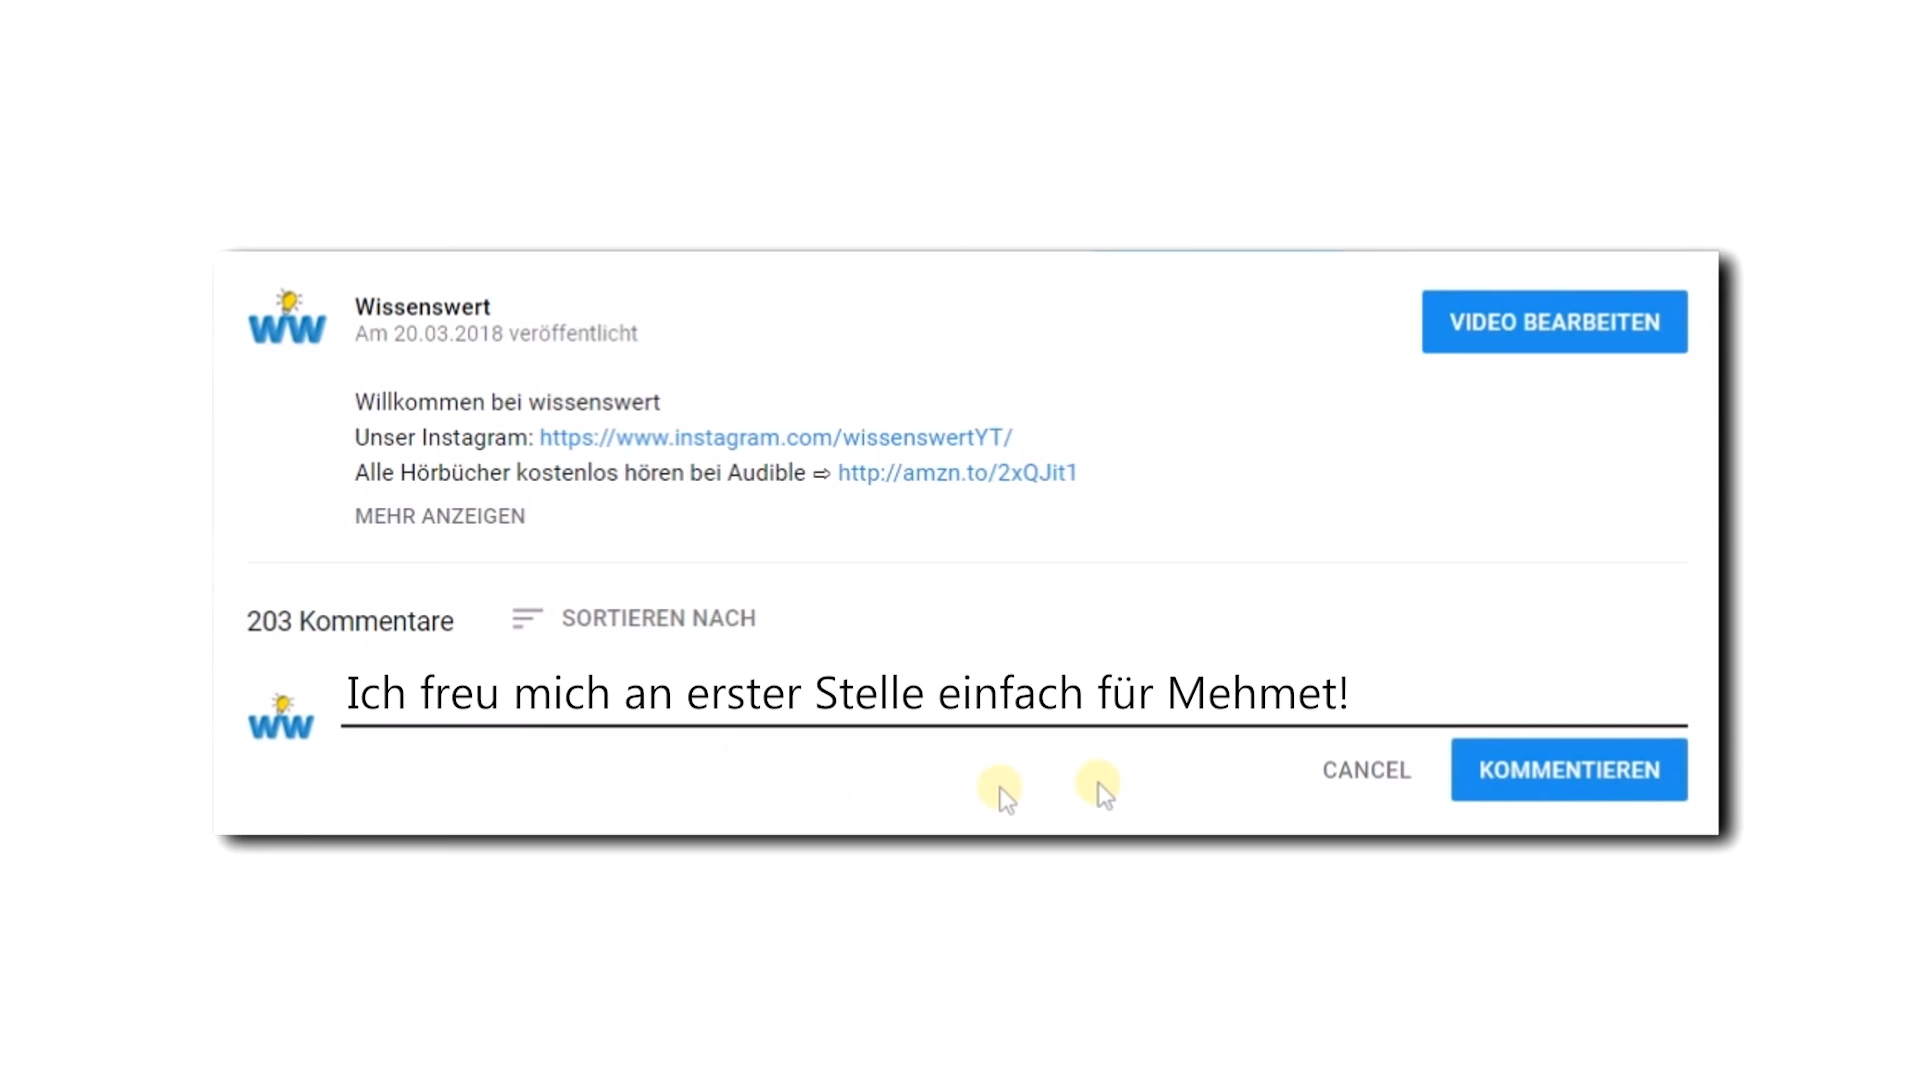 WW
Wissenswert
Am 20.03.2018 veröffentlicht
VIDEO BEARBEITEN
Willkommen bei wissenswert
Unser Instagram: https://www.instagram.com/wissenswertYT/
Alle Hörbücher kostenlos hören bei Audible ⇨ http://amzn.to/2xQJit1
MEHR ANZEIGEN
203 Kommentare SORTIEREN NACH
WW
Ich freu mich an erster Stelle einfach für Mehmet!
CANCEL KOMMENTIEREN